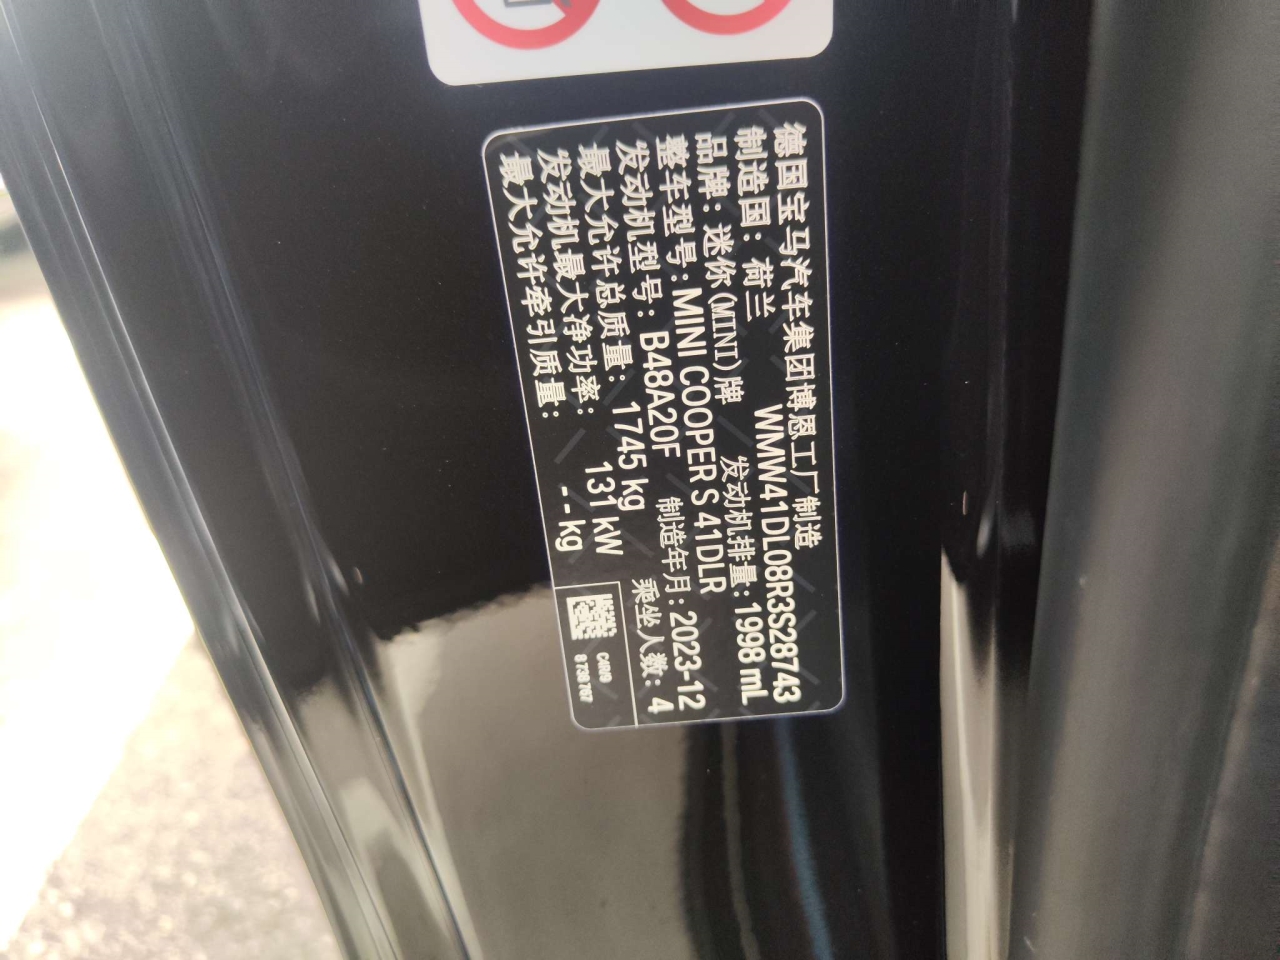 德国宝马汽车集团博恩工厂制造
制造国: 荷兰 WMW41DL08R3S28743
品牌: 迷你(MINI)牌 发动机排量: 1998 mL
整车型号: MINI COOPER S 41DLR
发动机型号: B48A20F 制造年月: 2023-12
最大允许总质量: 1745 kg 乘坐人数: 4
发动机最大净功率: 131 kW
最大允许牵引质量: - - kg
C4RI9
8 738 767